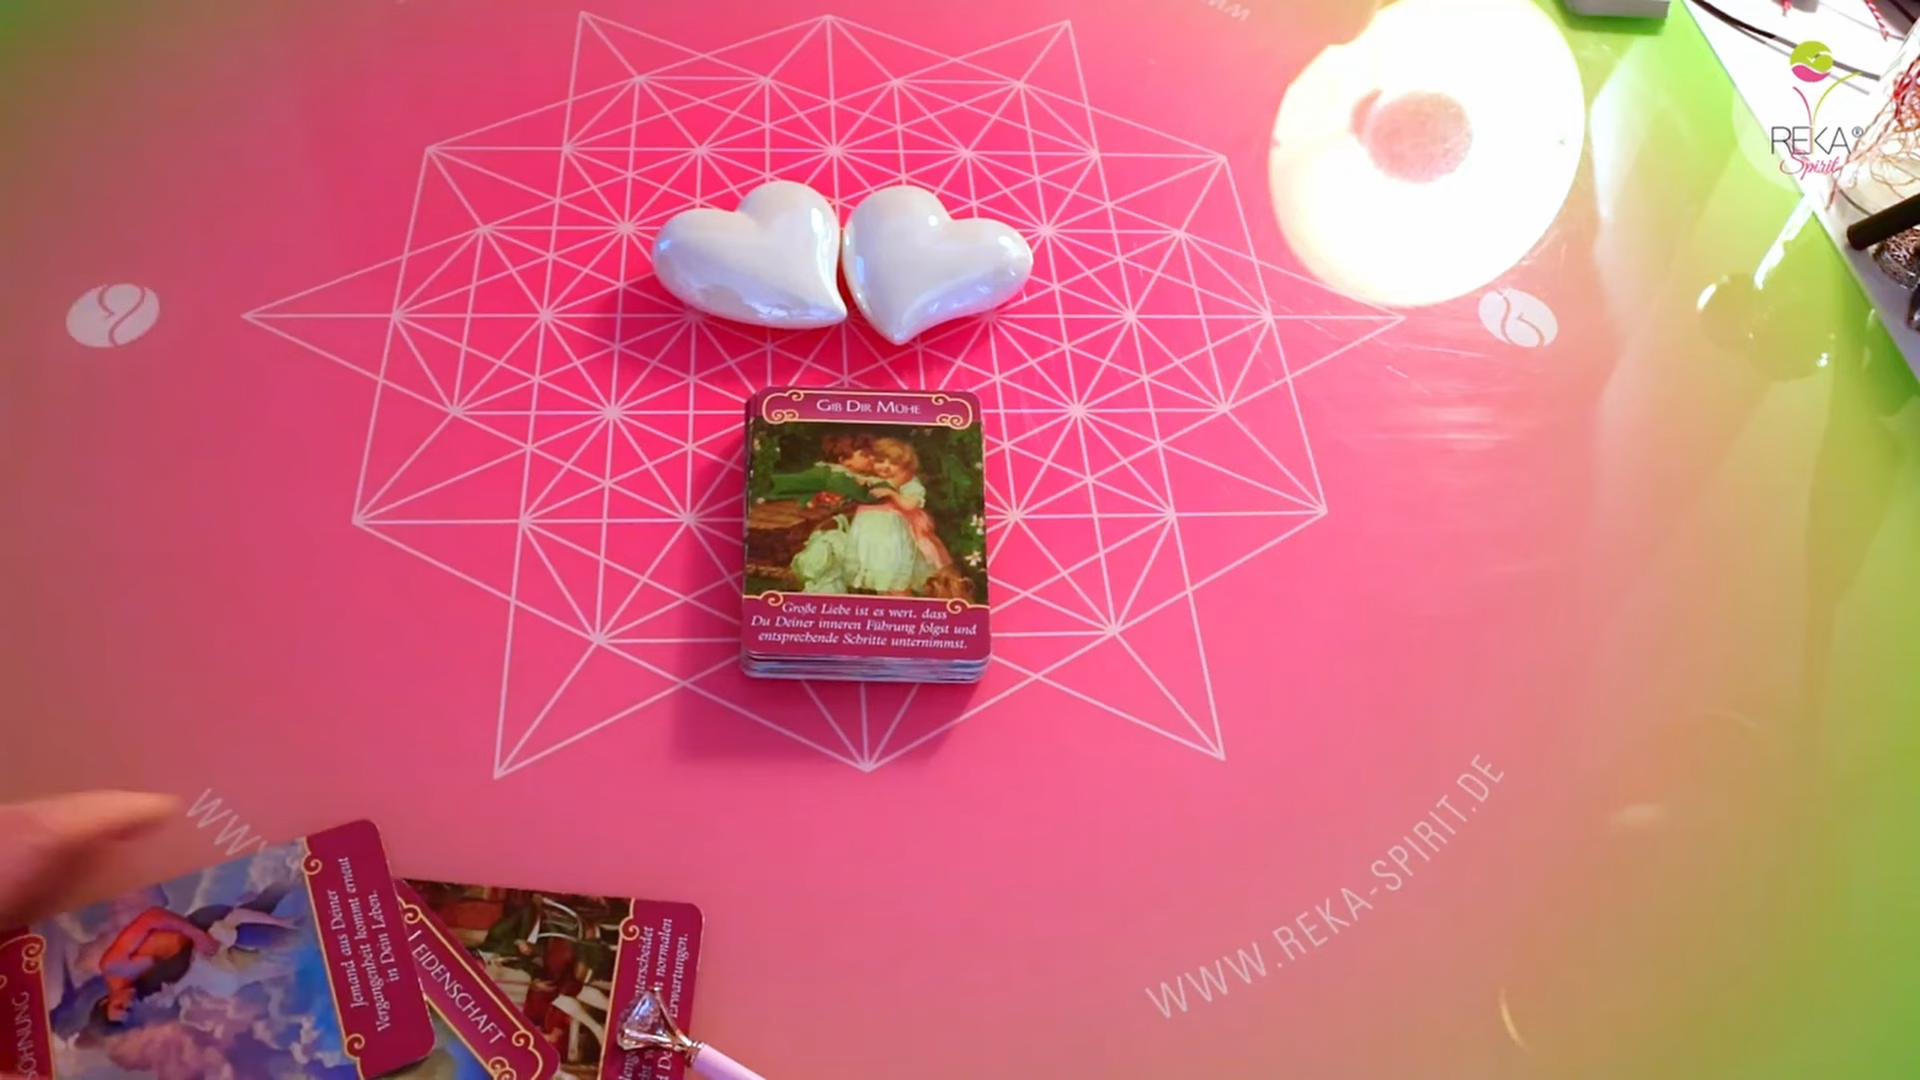 REKA®
Spirit
GIB DIR MÜHE
Große Liebe ist es wert, dass
Du Deiner inneren Führung folgst und
entsprechende Schritte unternimmst.
WWW.REKA-SPIRIT.DE
Jemand aus Deiner
Vergangenheit kommt erneut
in Dein Leben.
LEIDENSCHAFT
normalen
Erwartungen.